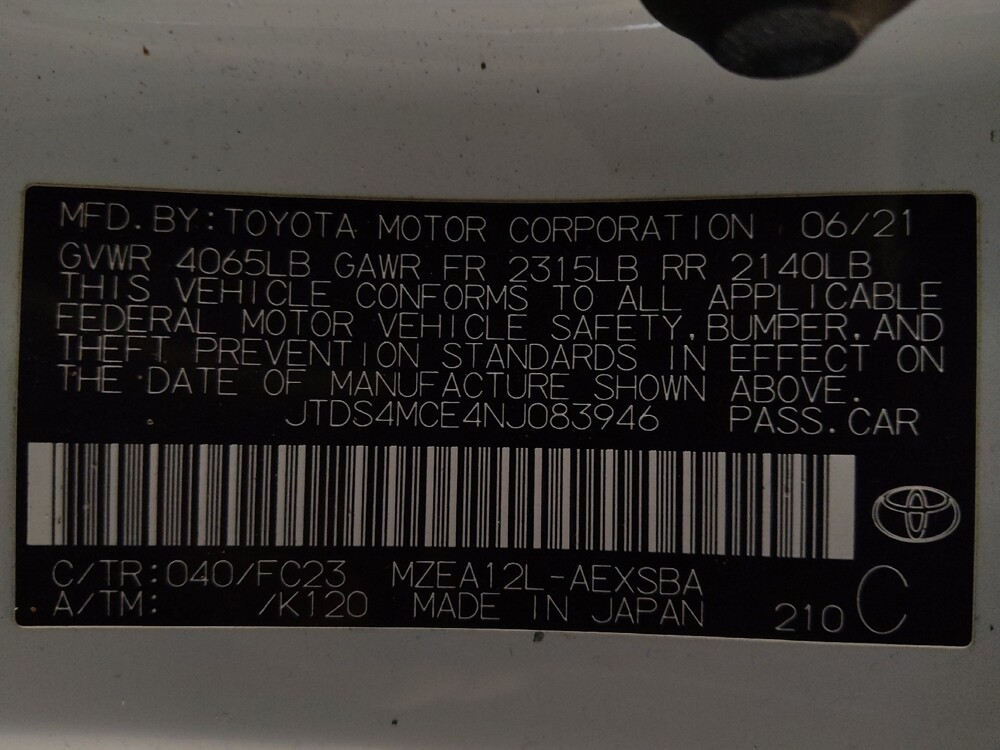 MFD.BY:TOYOTA MOTOR CORPORATION 06/21
GVWR 4065LB GAWR FR 2315LB RR 2140LB
THIS VEHICLE CONFORMS TO ALL APPLICABLE
FEDERAL MOTOR VEHICLE SAFETY,BUMPER,AND
THEFT PREVENTION STANDARDS IN EFFECT ON
THE DATE OF MANUFACTURE SHOWN ABOVE.
JTDS4MCE4NJ083946 PASS.CAR
C/TR:040/FC23 MZEA12L-AEXSBA C
A/TM: /K120 MADE IN JAPAN 210